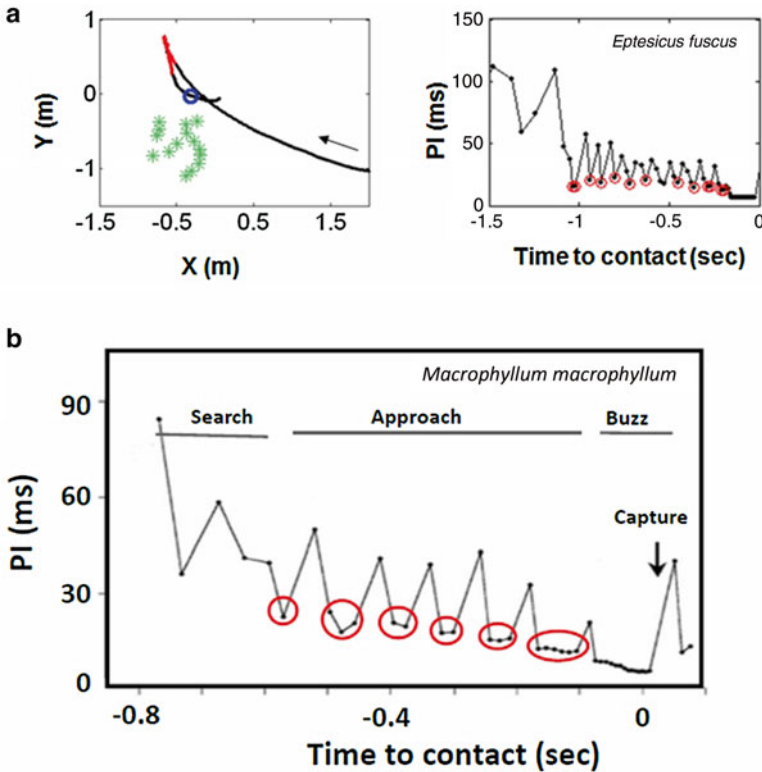 a
1
0
-1
Y (m)
-1.5
-0.5
0.5
1.5
X (m)
Eptesicus fuscus
150
100
50
0
PI (ms)
-1.5
-1
-0.5
0
Time to contact (sec)
b
Macrophyllum macrophyllum
Search
Approach
Buzz
Capture
90
60
30
0
PI (ms)
-0.8
-0.4
0
Time to contact (sec)